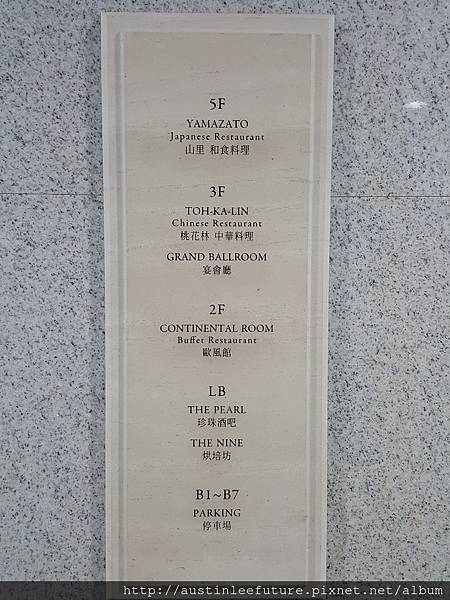 5F
YAMAZATO
Japanese Restaurant
山里 和食料理
3F
TOH-KA-LIN
Chinese Restaurant
桃花林 中華料理
GRAND BALLROOM
宴會廳
2F
CONTINENTAL ROOM
Buffet Restaurant
歐風館
LB
THE PEARL
珍珠酒吧
THE NINE
烘培坊
B1~B7
PARKING
停車場
http://austinleefuture.pixnet.net/album